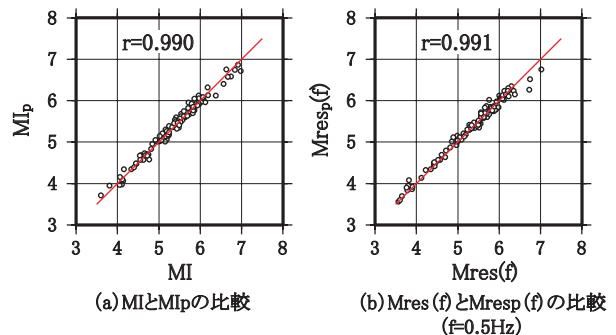 8
7
6
5
4
3
MIp
r=0.990
3 4 5 6 7 8
MI
(a)MIとMIpの比較
8
7
6
5
4
3
Mresp(f)
r=0.991
3 4 5 6 7 8
Mres(f)
(b)Mres(f)とMresp(f)の比較
(f=0.5Hz)